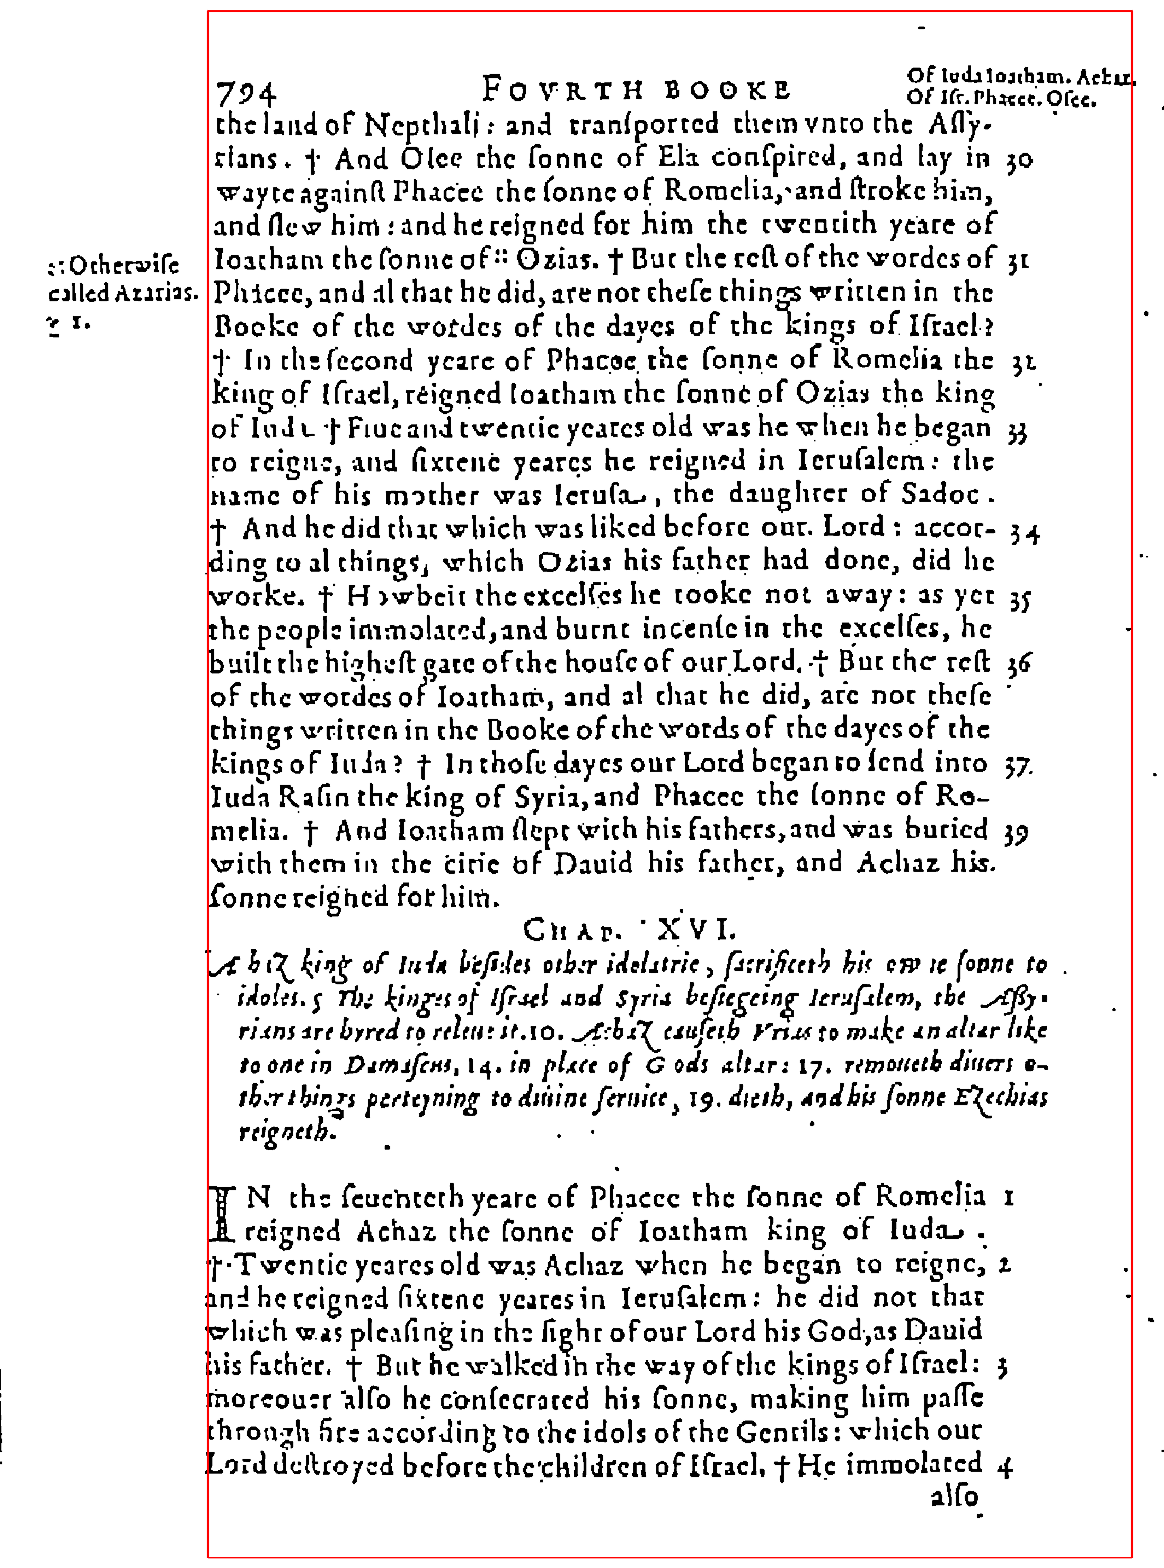 794 FOVRTH BOOKE
Of Iuda Ioatham. Achaz.
Of Isr. Phacee. Osee.
the land of Nepthali: and tranſported them vnto the Aſſy-
rians. † And Oſee the ſonne of Ela conſpired, and lay in 30
wayte againſt Phacee the ſonne of Romelia, and ſtroke him,
and ſlew him: and he reigned for him the twentith yeare of
Ioatham the ſonne of :: Ozias. † But the reſt of the wordes of 31
Phacee, and al that he did, are not theſe things written in the
Booke of the wordes of the dayes of the kings of Iſrael?
† In the ſecond yeare of Phacee the ſonne of Romelia the 32
king of Iſrael, reigned Ioatham the ſonne of Ozias the king
of Iuda † Fiue and twentie yeares old was he when he began 33
to reigne, and ſixtene yeares he reigned in Ieruſalem: the
name of his mother was Ieruſa, the daughter of Sadoc.
† And he did that which was liked before our Lord: accor- 34
ding to al things, which Ozias his father had done, did he
worke. † Howbeit the excelſes he tooke not away: as yet 35
the people immolated, and burnt incenſe in the excelſes, he
built the higheſt gate of the houſe of our Lord. † But the reſt 36
of the wordes of Ioatham, and al that he did, are not theſe
things written in the Booke of the words of the dayes of the
kings of Iuda? † In thoſe dayes our Lord began to ſend into 37.
Iuda Raſin the king of Syria, and Phacee the ſonne of Ro-
melia. † And Ioatham ſlept with his fathers, and was buried 39
with them in the citie of Dauid his father, and Achaz his
ſonne reigned for him.
:: Otherwiſe
called Azarias.
v 1.
CHAP. XVI.
Achaz king of Iuda beſides other idolatrie, ſacrificeth his owne ſonne to
idoles. 5 The kinges of Iſrael and Syria beſiegeing Ieruſalem, the Aſſy-
rians are hyred to releue it. 10. Achaz cauſeth Vrias to make an altar like
to one in Damaſcus, 14. in place of Gods altar: 17. remoueth diuers o-
ther things perteyning to diuine ſeruice, 19. dieth, and his ſonne Ezechias
reigneth.
IN the ſeuenteth yeare of Phacee the ſonne of Romelia 1
reigned Achaz the ſonne of Ioatham king of Iuda.
† Twentie yeares old was Achaz when he began to reigne, 2
and he reigned ſixtene yeares in Ieruſalem: he did not that
which was pleaſing in the ſight of our Lord his God, as Dauid
his father. † But he walked in the way of the kings of Iſrael: 3
moreouer alſo he conſecrated his ſonne, making him paſſe
through fire according to the idols of the Gentils: which our
Lord deſtroyed before the children of Iſrael. † He immolated 4
alſo